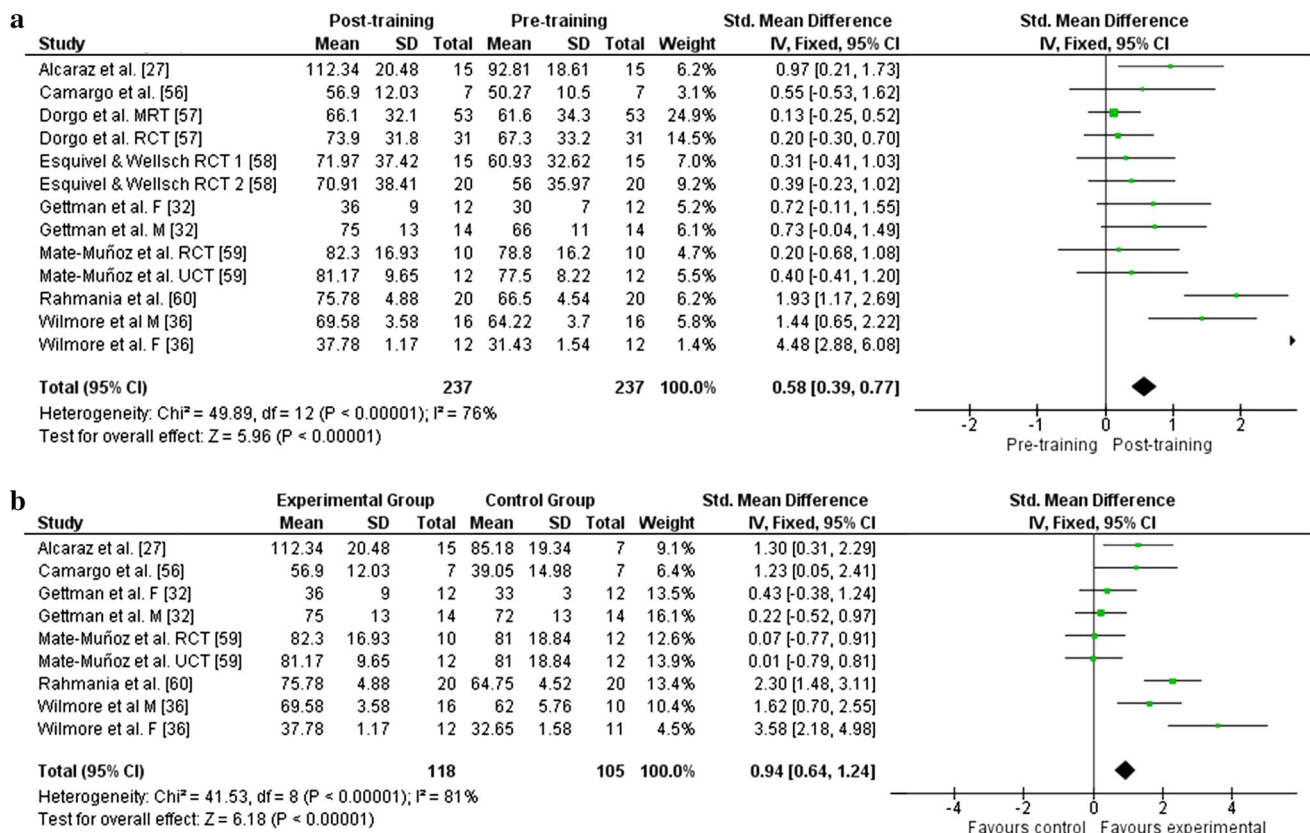 a
Post-training Pre-training Std. Mean Difference Std. Mean Difference
Study Mean SD Total Mean SD Total Weight IV, Fixed, 95% CI IV, Fixed, 95% CI
Alcaraz et al. [27] 112.34 20.48 15 92.81 18.61 15 6.2% 0.97 [0.21, 1.73]
Camargo et al. [56] 56.9 12.03 7 50.27 10.5 7 3.1% 0.55 [-0.53, 1.62]
Dorgo et al. MRT [57] 66.1 32.1 53 61.6 34.3 53 24.9% 0.13 [-0.25, 0.52]
Dorgo et al. RCT [57] 73.9 31.8 31 67.3 33.2 31 14.5% 0.20 [-0.30, 0.70]
Esquivel & Wellsch RCT 1 [58] 71.97 37.42 15 60.93 32.62 15 7.0% 0.31 [-0.41, 1.03]
Esquivel & Wellsch RCT 2 [58] 70.91 38.41 20 56 35.97 20 9.2% 0.39 [-0.23, 1.02]
Gettman et al. F [32] 36 9 12 30 7 12 5.2% 0.72 [-0.11, 1.55]
Gettman et al. M [32] 75 13 14 66 11 14 6.1% 0.73 [-0.04, 1.49]
Mate-Muñoz et al. RCT [59] 82.3 16.93 10 78.8 16.2 10 4.7% 0.20 [-0.68, 1.08]
Mate-Muñoz et al. UCT [59] 81.17 9.65 12 77.5 8.22 12 5.5% 0.40 [-0.41, 1.20]
Rahmania et al. [60] 75.78 4.88 20 66.5 4.54 20 6.2% 1.93 [1.17, 2.69]
Wilmore et al M [36] 69.58 3.58 16 64.22 3.7 16 5.8% 1.44 [0.65, 2.22]
Wilmore et al. F [36] 37.78 1.17 12 31.43 1.54 12 1.4% 4.48 [2.88, 6.08]
Total (95% CI) 237 237 100.0% 0.58 [0.39, 0.77]
Heterogeneity: Chi² = 49.89, df = 12 (P < 0.00001); I² = 76%
Test for overall effect: Z = 5.96 (P < 0.00001)
-2 -1 0 1 2
Pre-training Post-training
b
Experimental Group Control Group Std. Mean Difference Std. Mean Difference
Study Mean SD Total Mean SD Total Weight IV, Fixed, 95% CI IV, Fixed, 95% CI
Alcaraz et al. [27] 112.34 20.48 15 85.18 19.34 7 9.1% 1.30 [0.31, 2.29]
Camargo et al. [56] 56.9 12.03 7 39.05 14.98 7 6.4% 1.23 [0.05, 2.41]
Gettman et al. F [32] 36 9 12 33 3 12 13.5% 0.43 [-0.38, 1.24]
Gettman et al. M [32] 75 13 14 72 13 14 16.1% 0.22 [-0.52, 0.97]
Mate-Muñoz et al. RCT [59] 82.3 16.93 10 81 18.84 12 12.6% 0.07 [-0.77, 0.91]
Mate-Muñoz et al. UCT [59] 81.17 9.65 12 81 18.84 12 13.9% 0.01 [-0.79, 0.81]
Rahmania et al. [60] 75.78 4.88 20 64.75 4.52 20 13.4% 2.30 [1.48, 3.11]
Wilmore et al M [36] 69.58 3.58 16 62 5.76 10 10.4% 1.62 [0.70, 2.55]
Wilmore et al. F [36] 37.78 1.17 12 32.65 1.58 11 4.5% 3.58 [2.18, 4.98]
Total (95% CI) 118 105 100.0% 0.94 [0.64, 1.24]
Heterogeneity: Chi² = 41.53, df = 8 (P < 0.00001); I² = 81%
Test for overall effect: Z = 6.18 (P < 0.00001)
-4 -2 0 2 4
Favours control Favours experimental